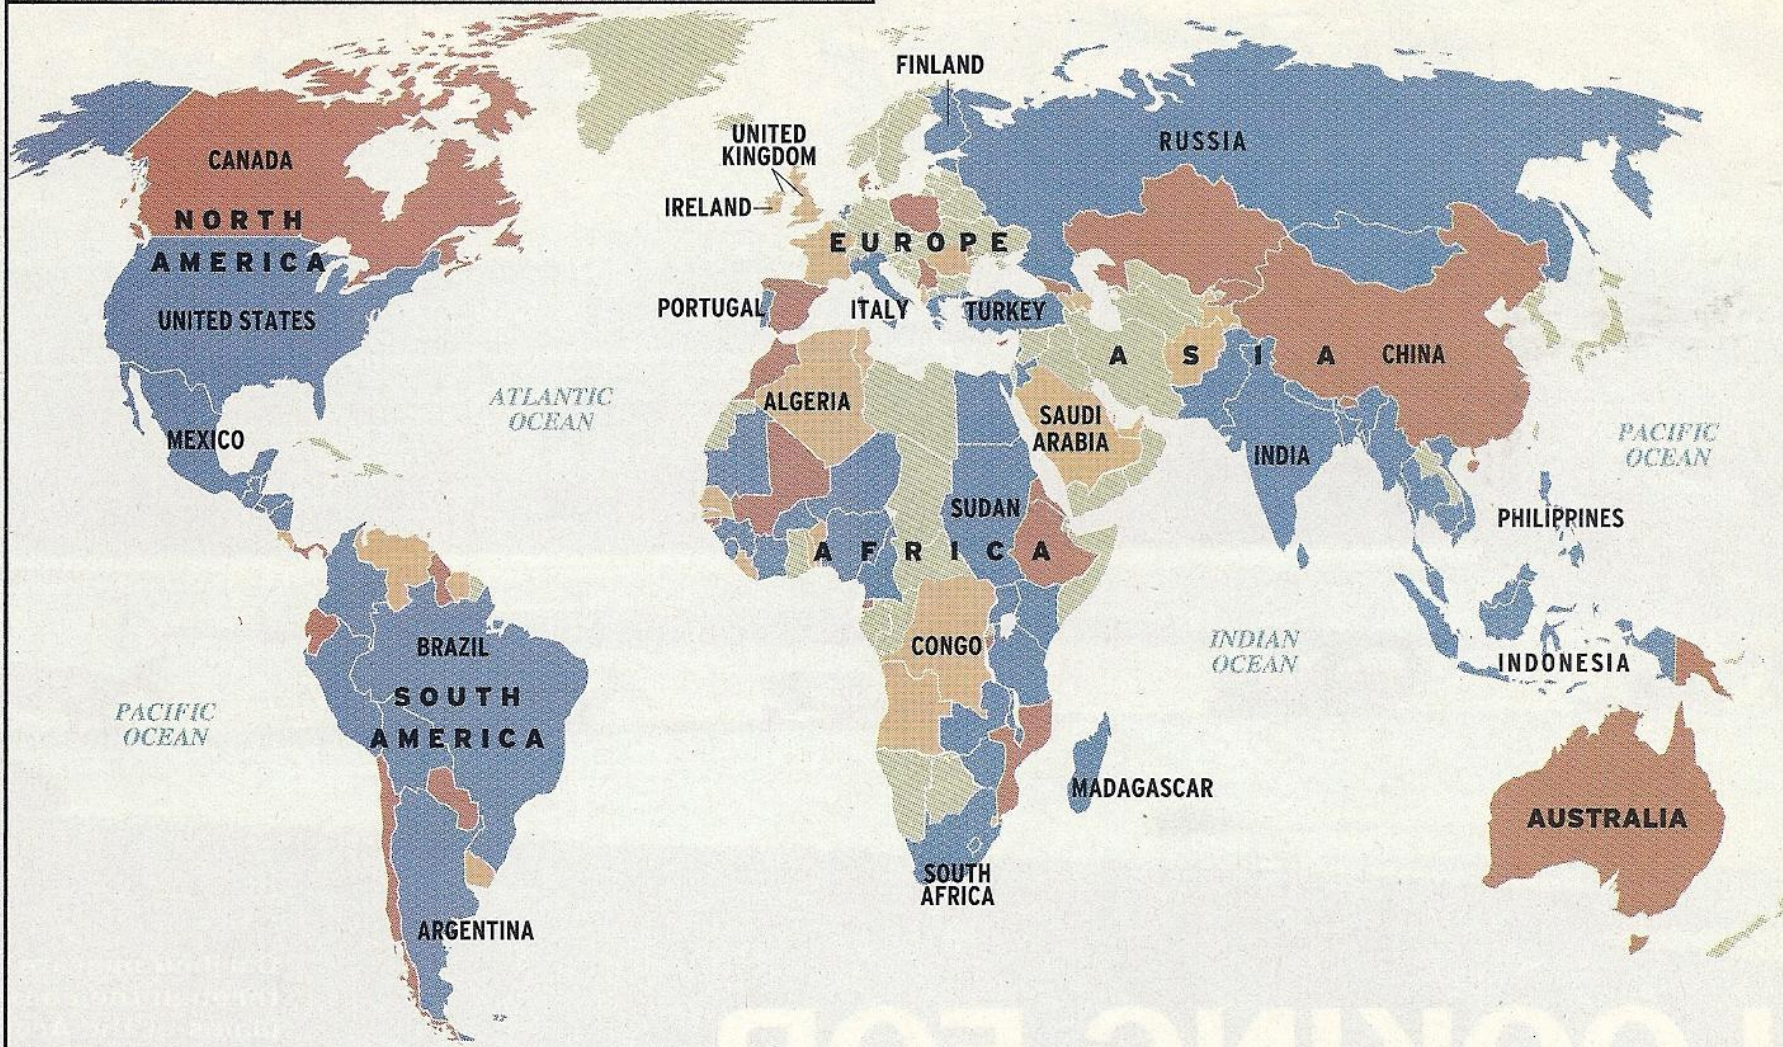 FINLAND
UNITED
KINGDOM
IRELAND
RUSSIA
CANADA
NORTH
AMERICA
UNITED STATES
EUROPE
PORTUGAL
ITALY
TURKEY
ASIA
CHINA
ATLANTIC
OCEAN
ALGERIA
SAUDI
ARABIA
MEXICO
INDIA
PACIFIC
OCEAN
SUDAN
PHILIPPINES
AFRICA
BRAZIL
CONGO
INDIAN
OCEAN
INDONESIA
SOUTH
AMERICA
PACIFIC
OCEAN
MADAGASCAR
AUSTRALIA
SOUTH
AFRICA
ARGENTINA